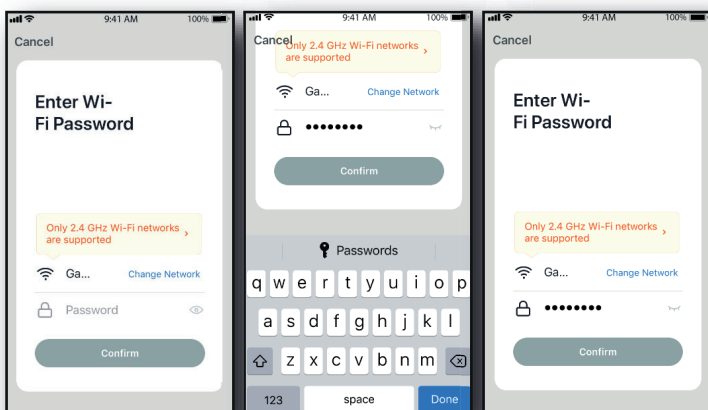 9:41 AM 100%
Cancel
Enter Wi-
Fi Password
Only 2.4 GHz Wi-Fi networks
are supported
Ga... Change Network
Password
Confirm
9:41 AM 100%
Cancel
Only 2.4 GHz Wi-Fi networks
are supported
Ga... Change Network
••••••••
Confirm
Passwords
q w e r t y u i o p
a s d f g h j k l
z x c v b n m
123 space Done
9:41 AM 100%
Cancel
Enter Wi-
Fi Password
Only 2.4 GHz Wi-Fi networks
are supported
Ga... Change Network
••••••••
Confirm